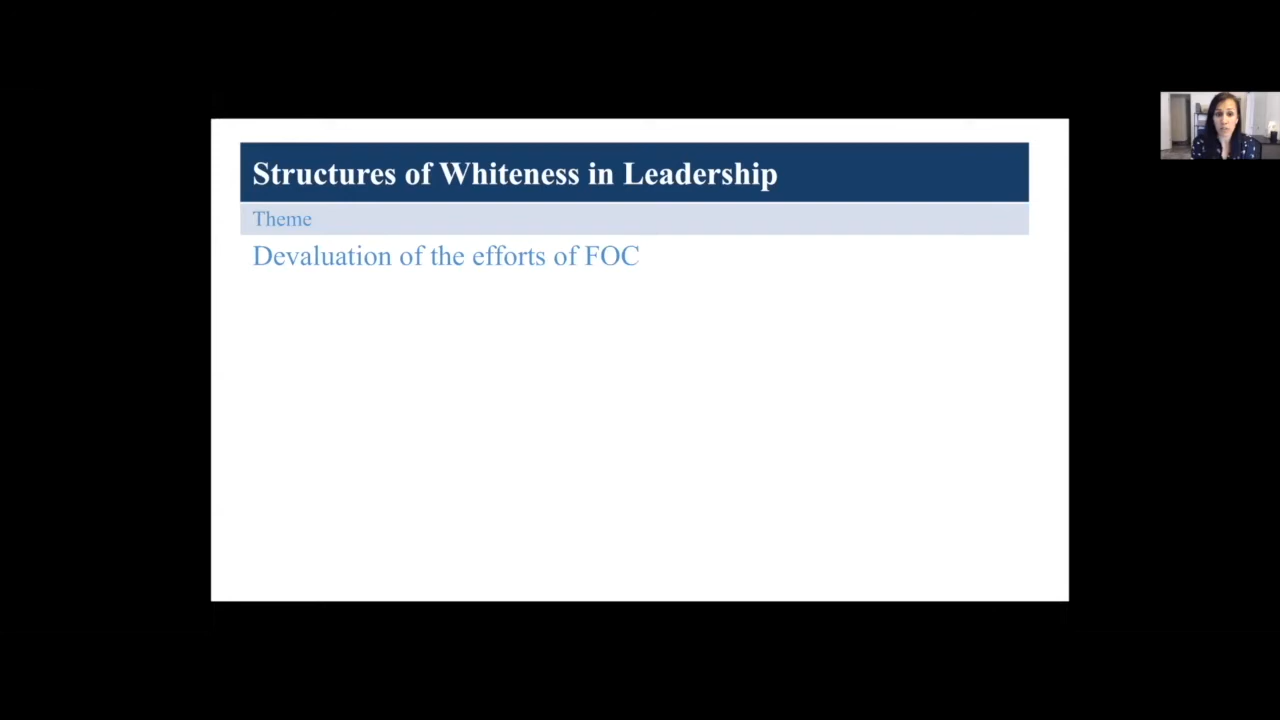 Structures of Whiteness in Leadership
Theme
Devaluation of the efforts of FOC